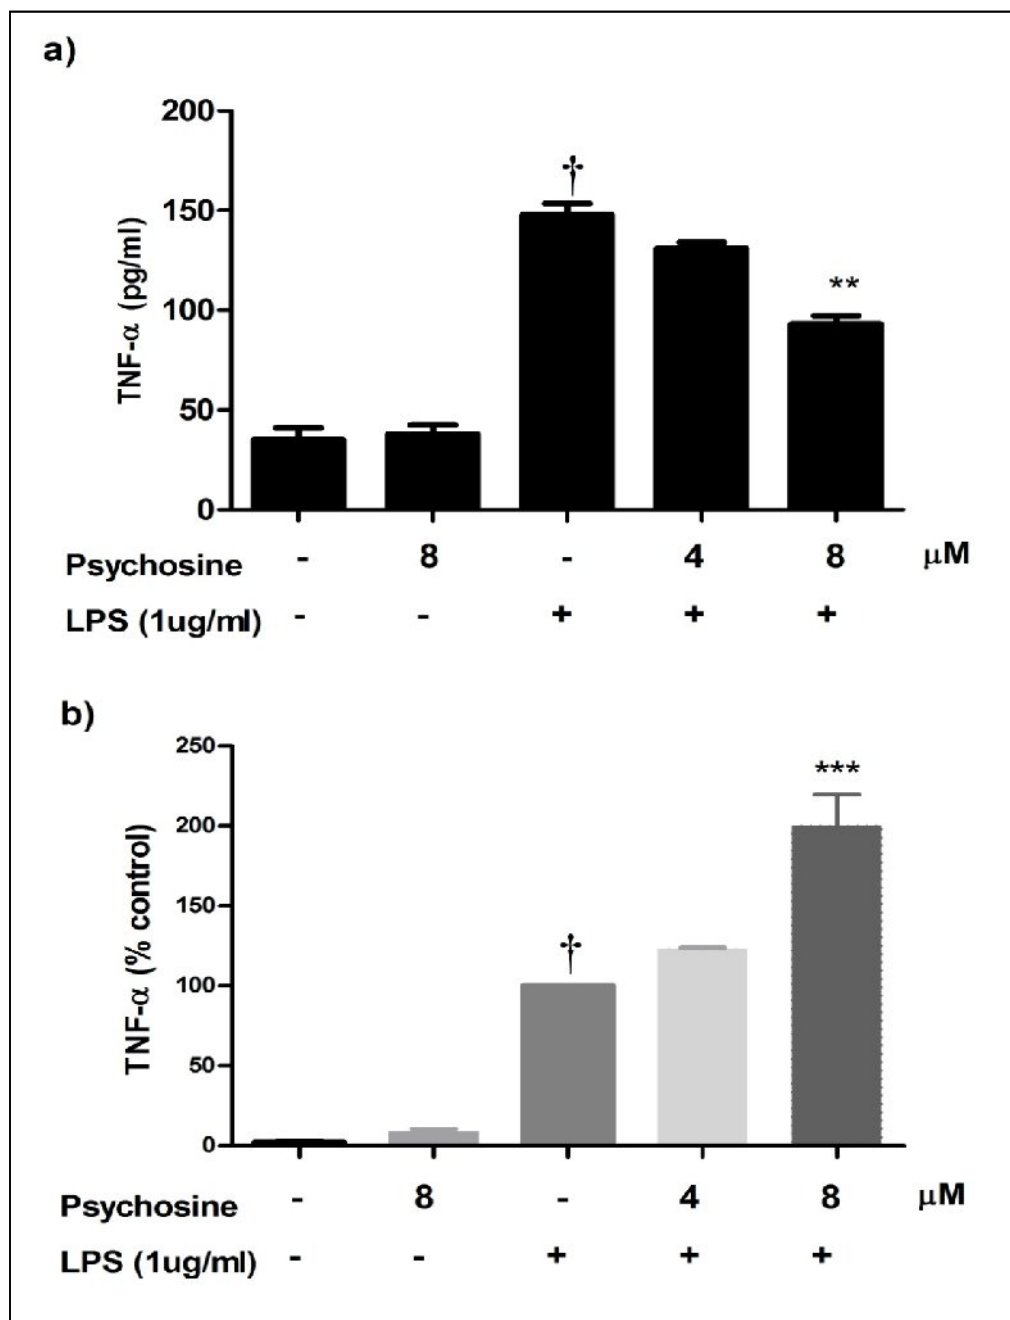 a)
200
†
150
**
100
50
0
TNF-α (pg/ml)
Psychosine - 8 - 4 8 μM
LPS (1ug/ml) - - + + +
b)
250
***
200
150
†
100
50
0
TNF-α (% control)
Psychosine - 8 - 4 8 μM
LPS (1ug/ml) - - + + +